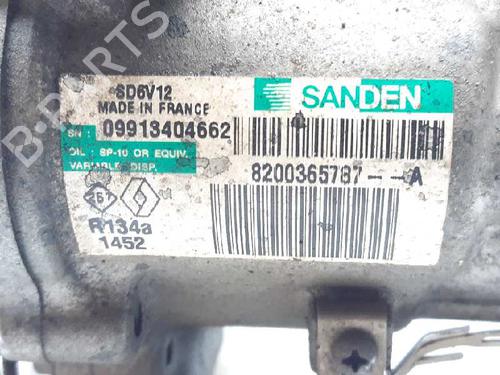 SD6V12
MADE IN FRANCE
SANDEN
SN : 09913404662
OIL : SP-10 OR EQUIV.
VARIABLE DISP.
8200365787---A
R134a
1452
B-PARTS